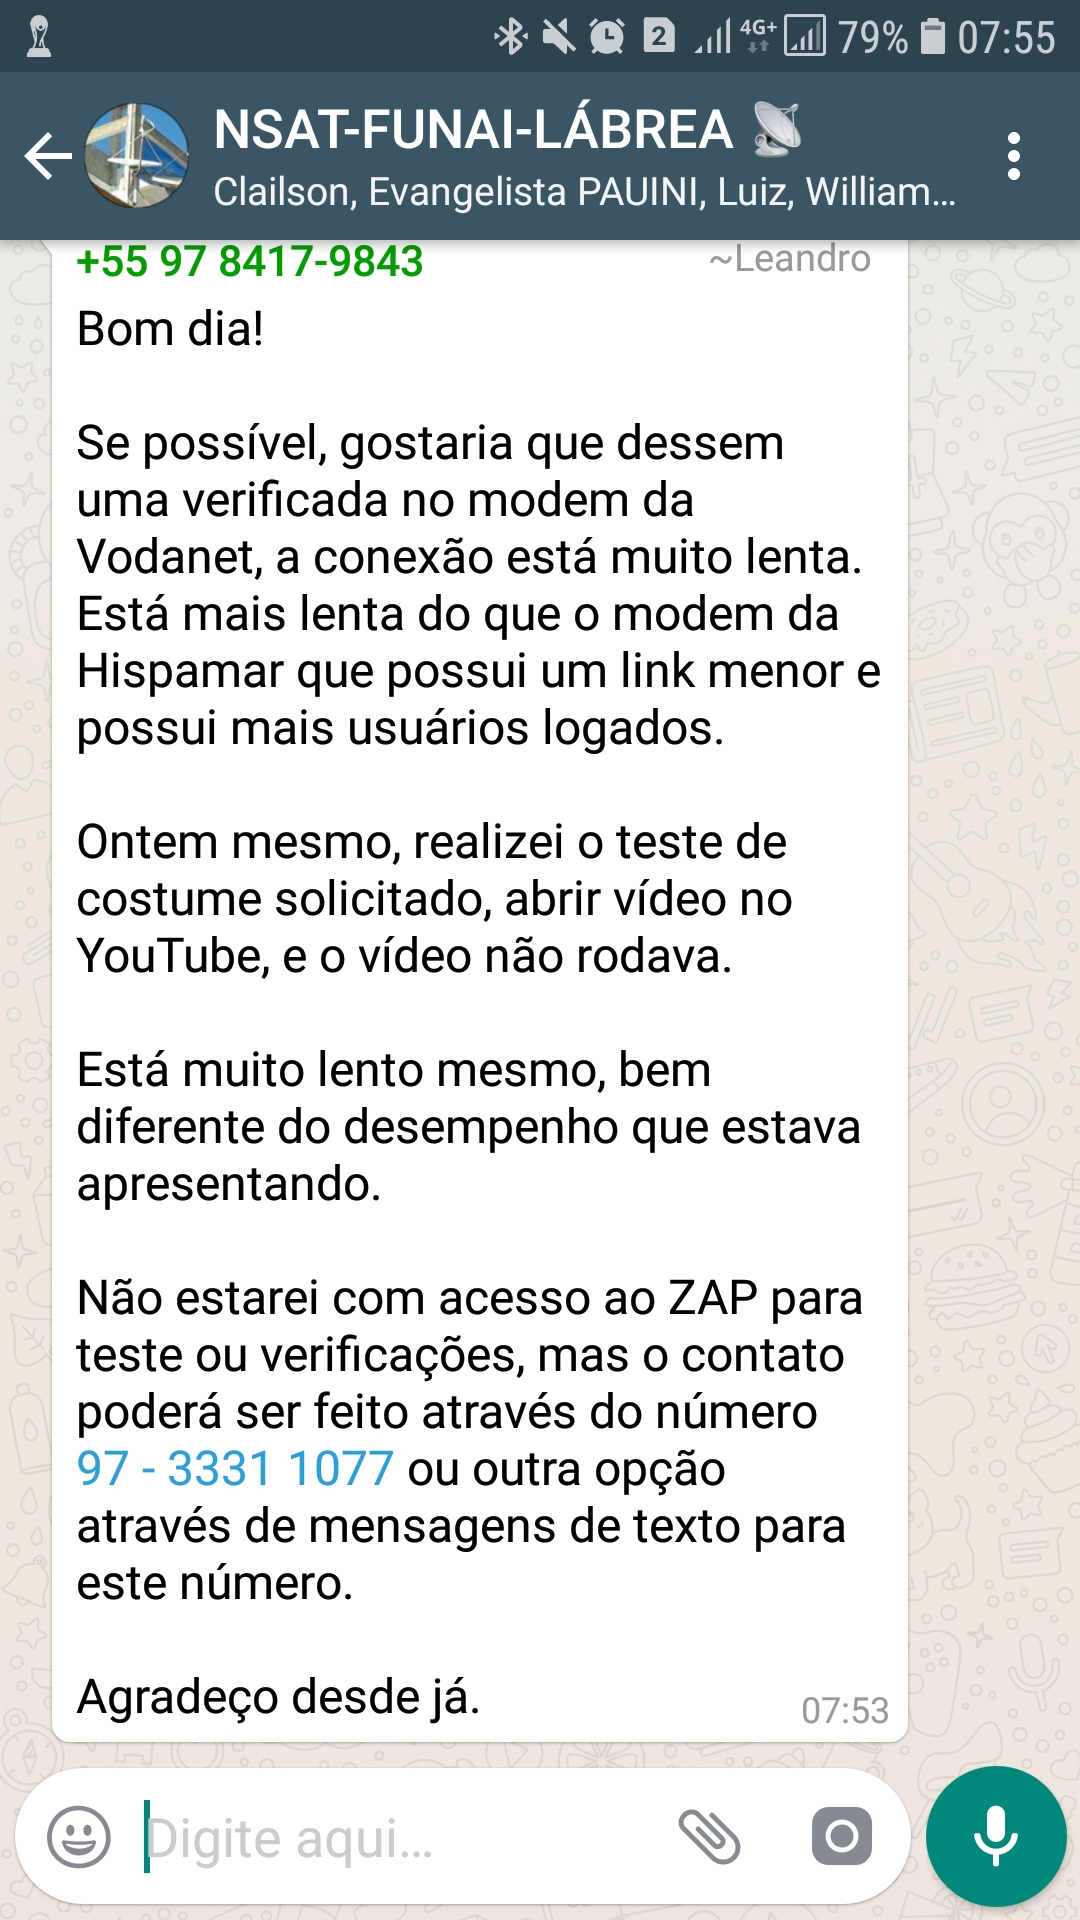 2 4G+ 79% 07:55
NSAT-FUNAI-LÁBREA
Clailson, Evangelista PAUINI, Luiz, William...
+55 97 8417-9843 ~Leandro
Bom dia!
Se possível, gostaria que dessem
uma verificada no modem da
Vodanet, a conexão está muito lenta.
Está mais lenta do que o modem da
Hispamar que possui um link menor e
possui mais usuários logados.
Ontem mesmo, realizei o teste de
costume solicitado, abrir vídeo no
YouTube, e o vídeo não rodava.
Está muito lento mesmo, bem
diferente do desempenho que estava
apresentando.
Não estarei com acesso ao ZAP para
teste ou verificações, mas o contato
poderá ser feito através do número
97 - 3331 1077 ou outra opção
através de mensagens de texto para
este número.
Agradeço desde já.
07:53
Digite aqui...